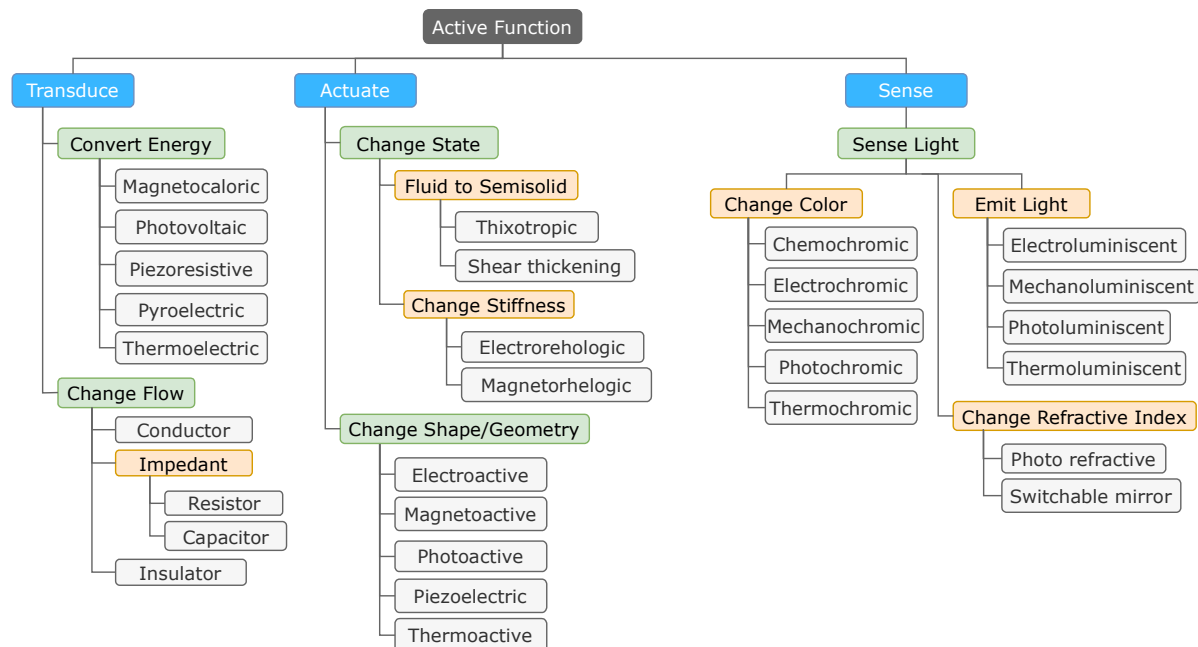 Active Function
Transduce
Convert Energy
Magnetocaloric
Photovoltaic
Piezoresistive
Pyroelectric
Thermoelectric
Change Flow
Conductor
Impedant
Resistor
Capacitor
Insulator
Actuate
Change State
Fluid to Semisolid
Thixotropic
Shear thickening
Change Stiffness
Electrorehologic
Magnetorhelogic
Change Shape/Geometry
Electroactive
Magnetoactive
Photoactive
Piezoelectric
Thermoactive
Sense
Sense Light
Change Color
Chemochromic
Electrochromic
Mechanochromic
Photochromic
Thermochromic
Emit Light
Electroluminiscent
Mechanoluminiscent
Photoluminiscent
Thermoluminiscent
Change Refractive Index
Photo refractive
Switchable mirror